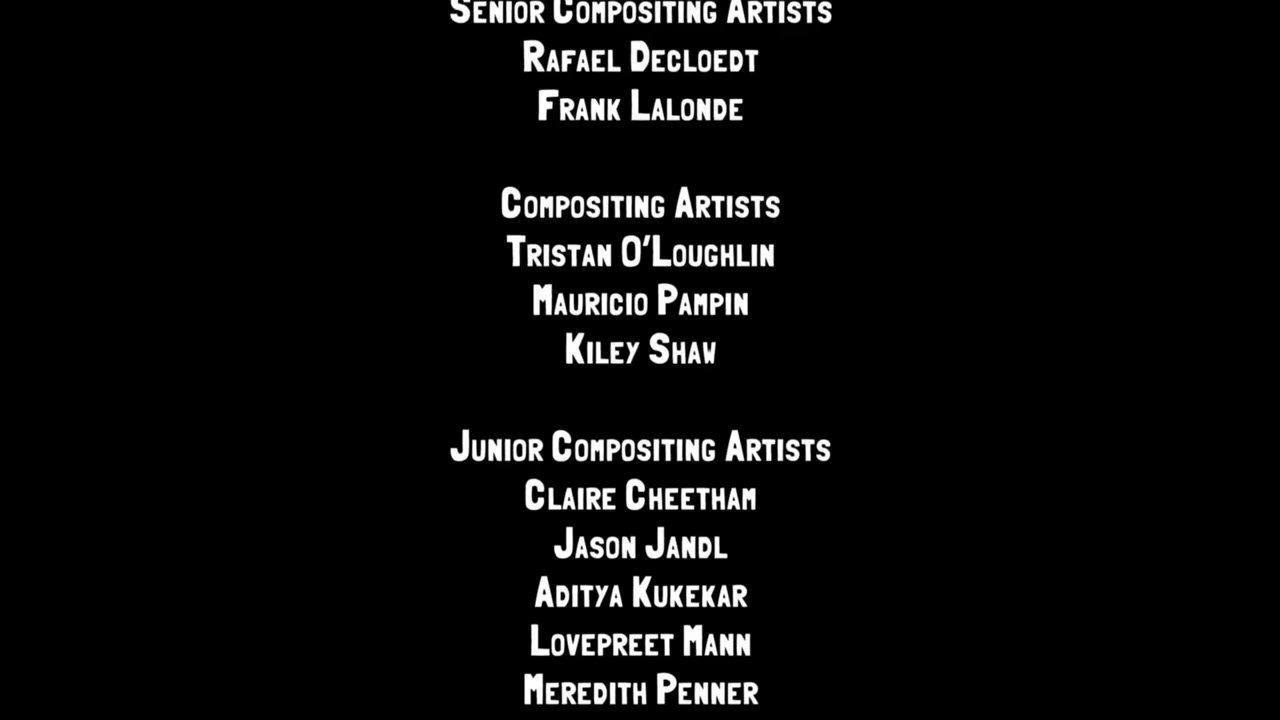 Senior Compositing Artists
Rafael Decloedt
Frank Lalonde
Compositing Artists
Tristan O'Loughlin
Mauricio Pampin
Kiley Shaw
Junior Compositing Artists
Claire Cheetham
Jason Jandl
Aditya Kukekar
Lovepreet Mann
Meredith Penner